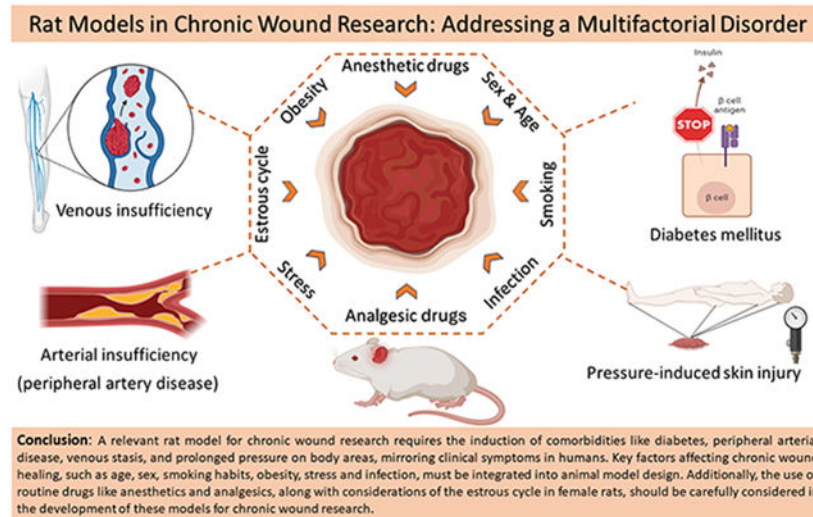 Rat Models in Chronic Wound Research: Addressing a Multifactorial Disorder
Anesthetic drugs
Obesity
Sex & Age
Estrous cycle
Smoking
Stress
Infection
Analgesic drugs
Venous insufficiency
Arterial insufficiency
(peripheral artery disease)
Insulin
STOP
β cell
antigen
β cell
Diabetes mellitus
Pressure-induced skin injury
Conclusion: A relevant rat model for chronic wound research requires the induction of comorbidities like diabetes, peripheral arterial
disease, venous stasis, and prolonged pressure on body areas, mirroring clinical symptoms in humans. Key factors affecting chronic wound
healing, such as age, sex, smoking habits, obesity, stress and infection, must be integrated into animal model design. Additionally, the use of
routine drugs like anesthetics and analgesics, along with considerations of the estrous cycle in female rats, should be carefully considered in
the development of these models for chronic wound research.